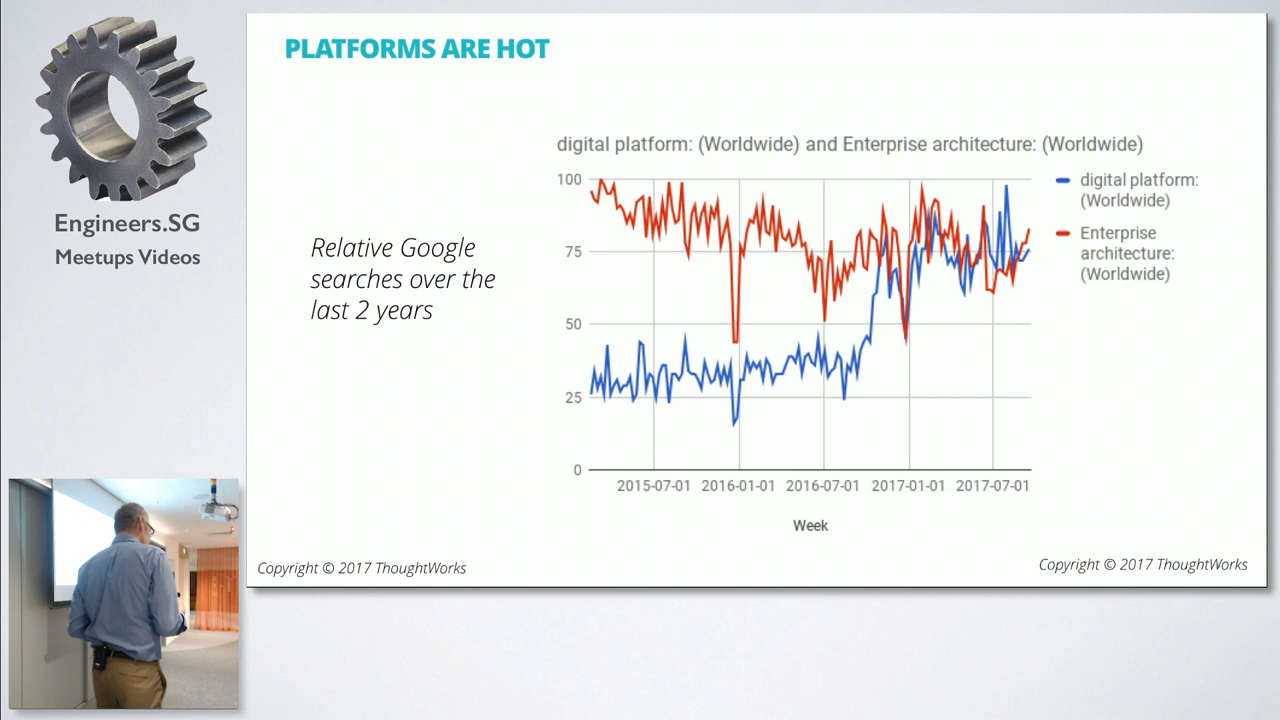 Engineers.SG
Meetups Videos
PLATFORMS ARE HOT
Relative Google
searches over the
last 2 years
digital platform: (Worldwide) and Enterprise architecture: (Worldwide)
100
75
50
25
0
2015-07-01
2016-01-01
2016-07-01
2017-01-01
2017-07-01
Week
digital platform:
(Worldwide)
Enterprise
architecture:
(Worldwide)
Copyright © 2017 ThoughtWorks
Copyright © 2017 ThoughtWorks